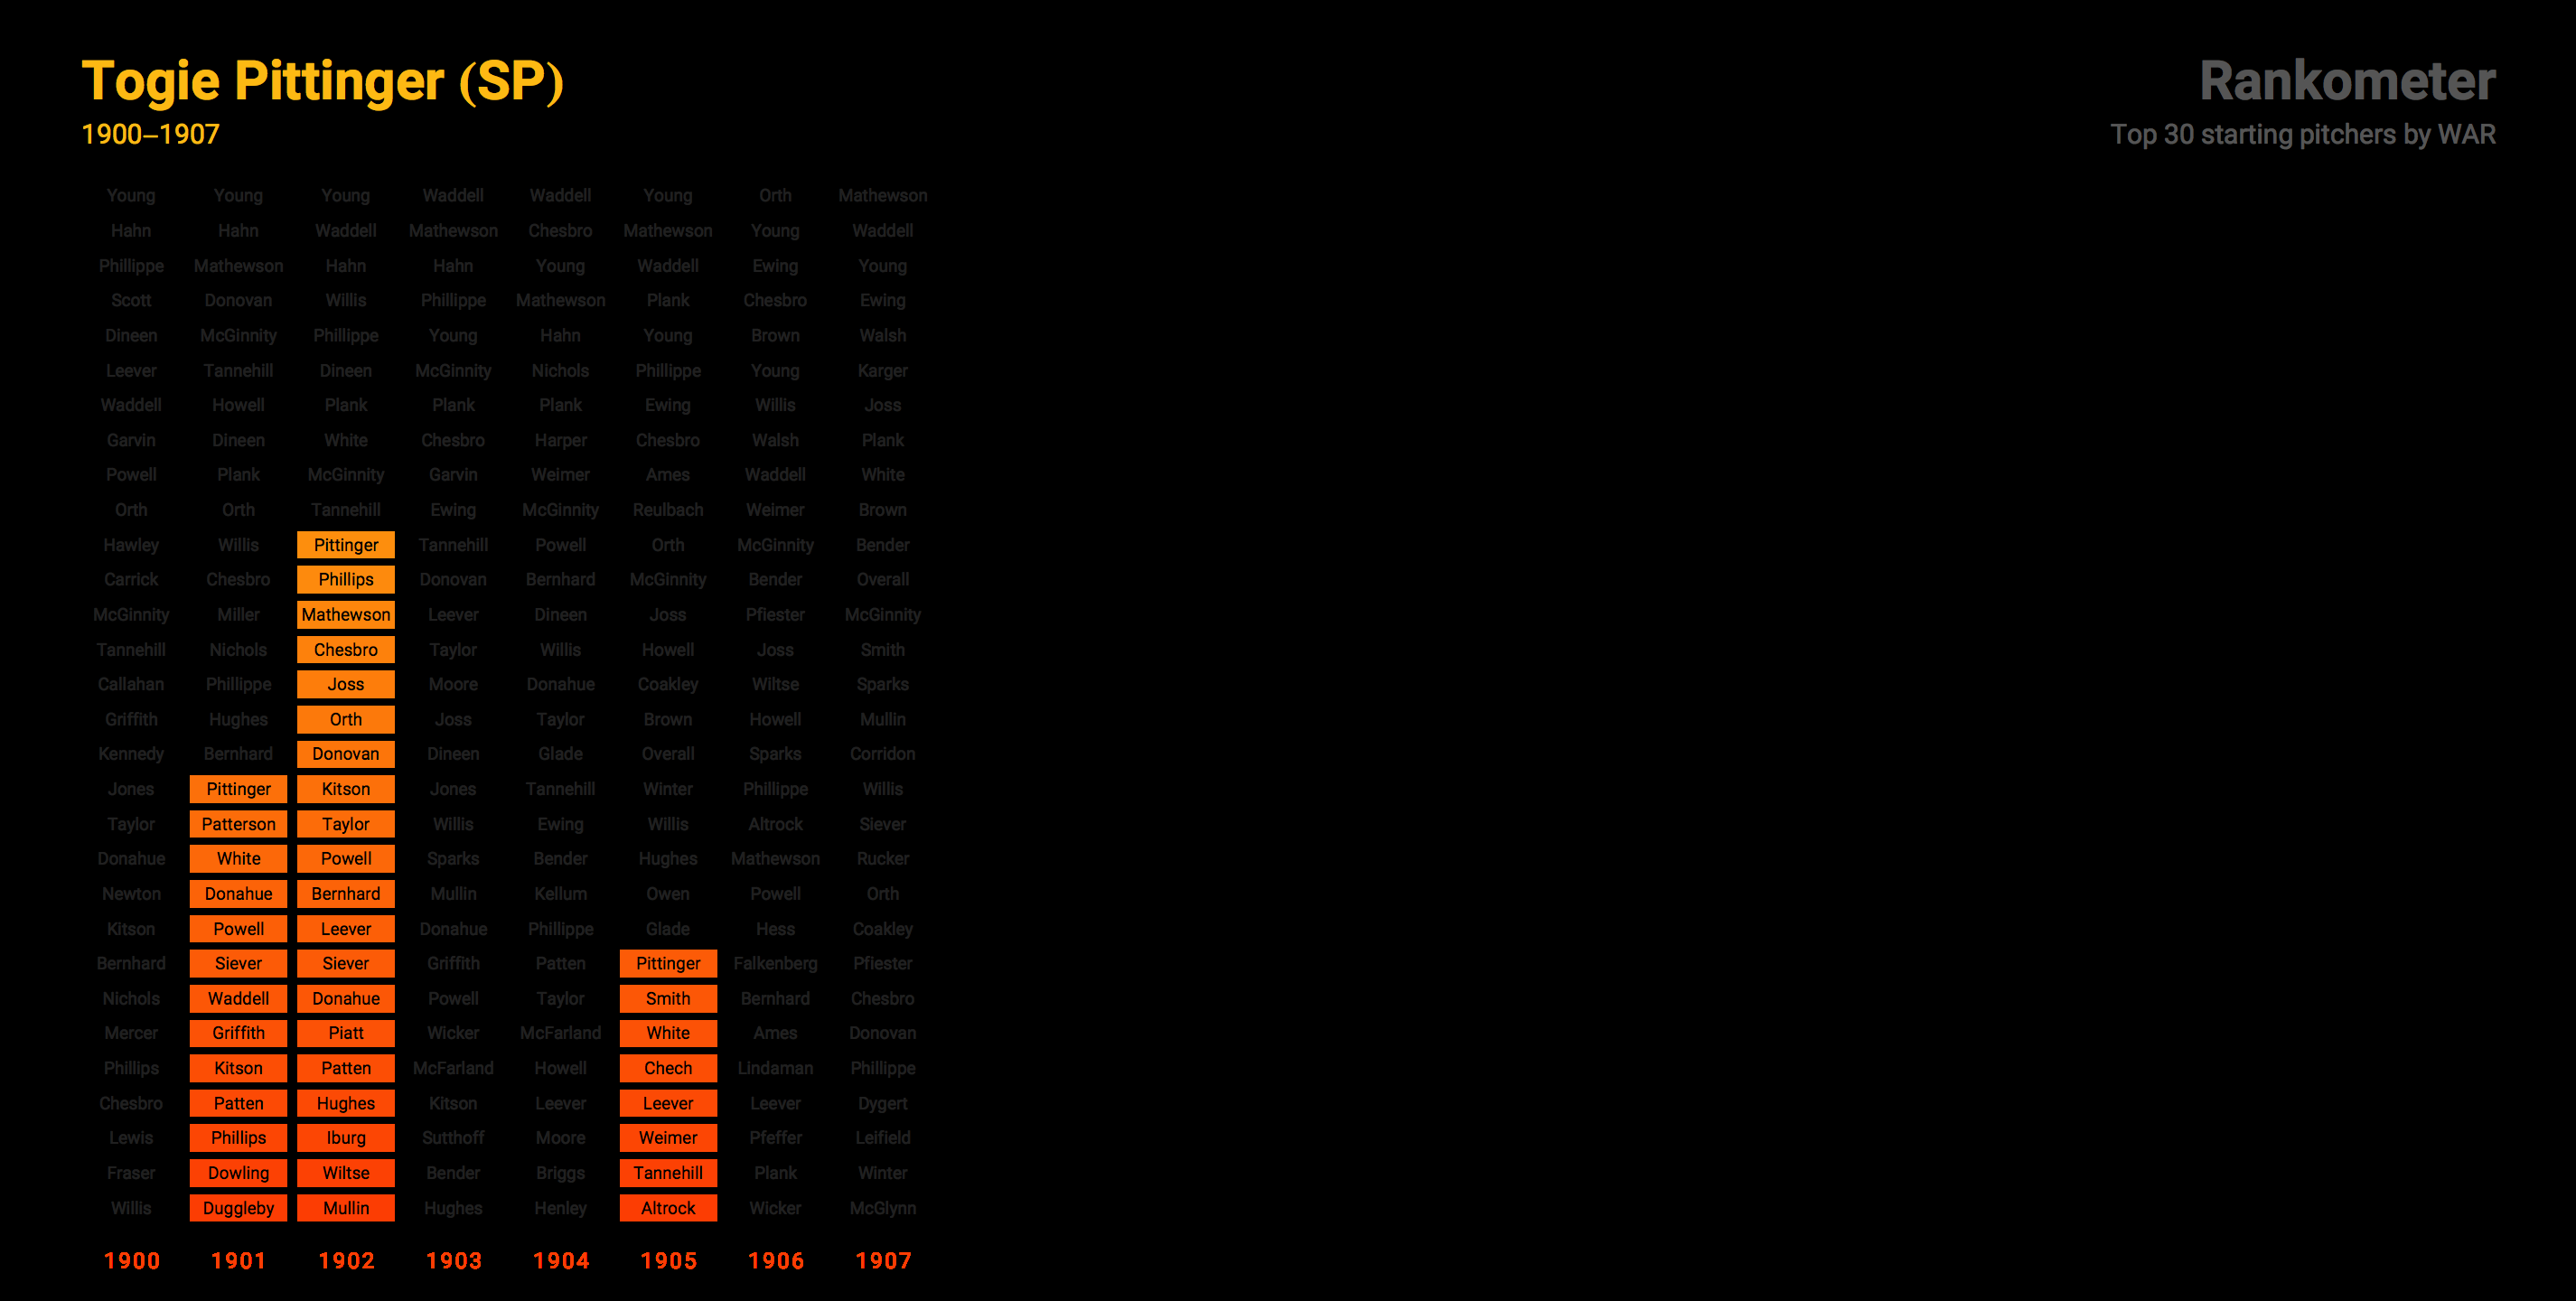 Togie Pittinger (SP)
1900–1907
Rankometer
Top 30 starting pitchers by WAR
Young Young Young Waddell Waddell Young Orth Mathewson
Hahn Hahn Waddell Mathewson Chesbro Mathewson Young Waddell
Phillippe Mathewson Hahn Hahn Young Waddell Ewing Young
Scott Donovan Willis Phillippe Mathewson Plank Chesbro Ewing
Dineen McGinnity Phillippe Young Hahn Young Brown Walsh
Leever Tannehill Dineen McGinnity Nichols Phillippe Young Karger
Waddell Howell Plank Plank Plank Ewing Willis Joss
Garvin Dineen White Chesbro Harper Chesbro Walsh Plank
Powell Plank McGinnity Garvin Weimer Ames Waddell White
Orth Orth Tannehill Ewing McGinnity Reulbach Weimer Brown
Hawley Willis Pittinger Tannehill Powell Orth McGinnity Bender
Carrick Chesbro Phillips Donovan Bernhard McGinnity Bender Overall
McGinnity Miller Mathewson Leever Dineen Joss Pfiester McGinnity
Tannehill Nichols Chesbro Taylor Willis Howell Joss Smith
Callahan Phillippe Joss Moore Donahue Coakley Wiltse Sparks
Griffith Hughes Orth Joss Taylor Brown Howell Mullin
Kennedy Bernhard Donovan Dineen Glade Overall Sparks Corridon
Jones Pittinger Kitson Jones Tannehill Winter Phillippe Willis
Taylor Patterson Taylor Willis Ewing Willis Altrock Siever
Donahue White Powell Sparks Bender Hughes Mathewson Rucker
Newton Donahue Bernhard Mullin Kellum Owen Powell Orth
Kitson Powell Leever Donahue Phillippe Glade Hess Coakley
Bernhard Siever Siever Griffith Patten Pittinger Falkenberg Pfiester
Nichols Waddell Donahue Powell Taylor Smith Bernhard Chesbro
Mercer Griffith Piatt Wicker McFarland White Ames Donovan
Phillips Kitson Patten McFarland Howell Chech Lindaman Phillippe
Chesbro Patten Hughes Kitson Leever Leever Leever Dygert
Lewis Phillips Iburg Sutthoff Moore Weimer Pfeffer Leifield
Fraser Dowling Wiltse Bender Briggs Tannehill Plank Winter
Willis Duggleby Mullin Hughes Henley Altrock Wicker McGlynn
1900 1901 1902 1903 1904 1905 1906 1907